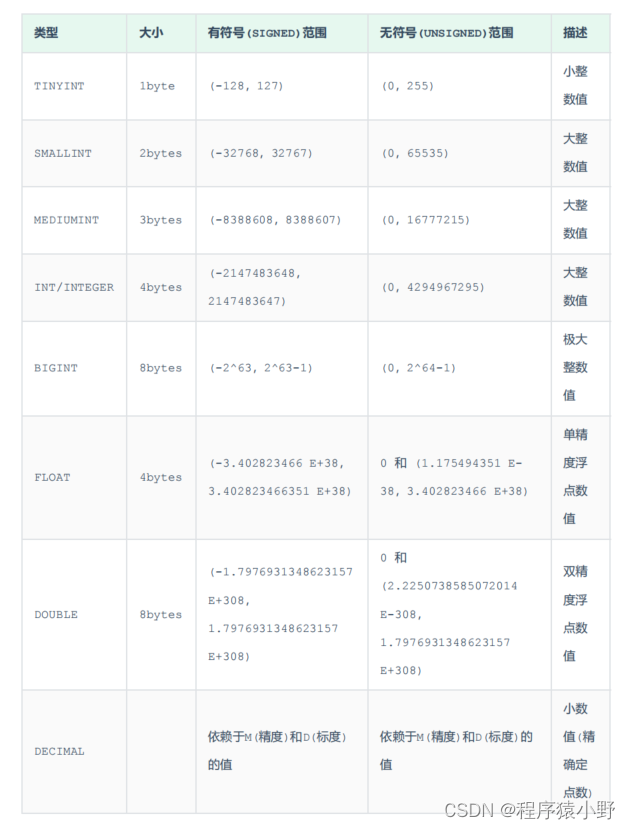 类型 大小 有符号(SIGNED)范围 无符号(UNSIGNED)范围 描述
TINYINT 1byte (-128, 127) (0, 255) 小整
数值
SMALLINT 2bytes (-32768, 32767) (0, 65535) 大整
数值
MEDIUMINT 3bytes (-8388608, 8388607) (0, 16777215) 大整
数值
INT/INTEGER 4bytes (-2147483648,
2147483647) (0, 4294967295) 大整
数值
BIGINT 8bytes (-2^63, 2^63-1) (0, 2^64-1) 极大
整数
值
FLOAT 4bytes (-3.402823466 E+38,
3.402823466351 E+38) 0 和 (1.175494351 E-
38, 3.402823466 E+38) 单精
度浮
点数
值
DOUBLE 8bytes (-1.7976931348623157
E+308,
1.7976931348623157
E+308) 0 和
(2.2250738585072014
E-308,
1.7976931348623157
E+308) 双精
度浮
点数
值
DECIMAL 依赖于M(精度)和D(标度)
的值 依赖于M(精度)和D(标度)的
值 小数
值(精
确定
点数)
CSDN @程序猿小野